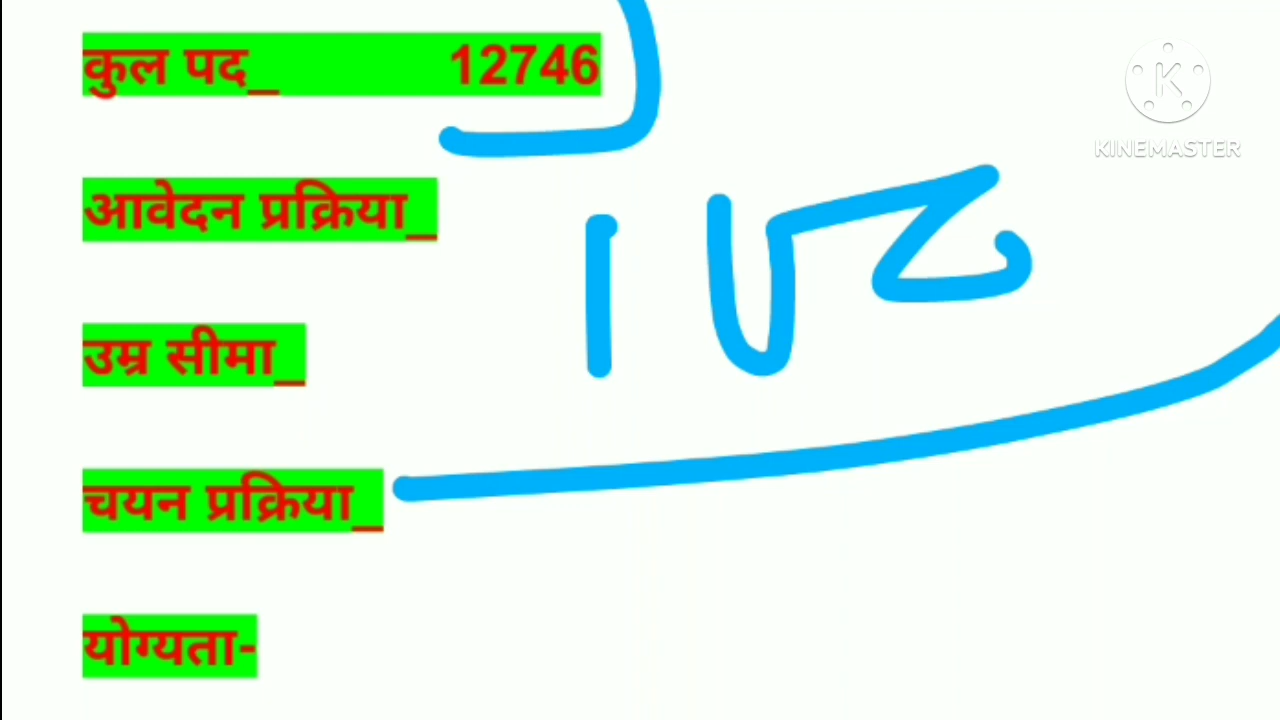 कुल पद_ 12746
KINEMASTER
आवेदन प्रक्रिया_
उम्र सीमा_
चयन प्रक्रिया_
योग्यता-